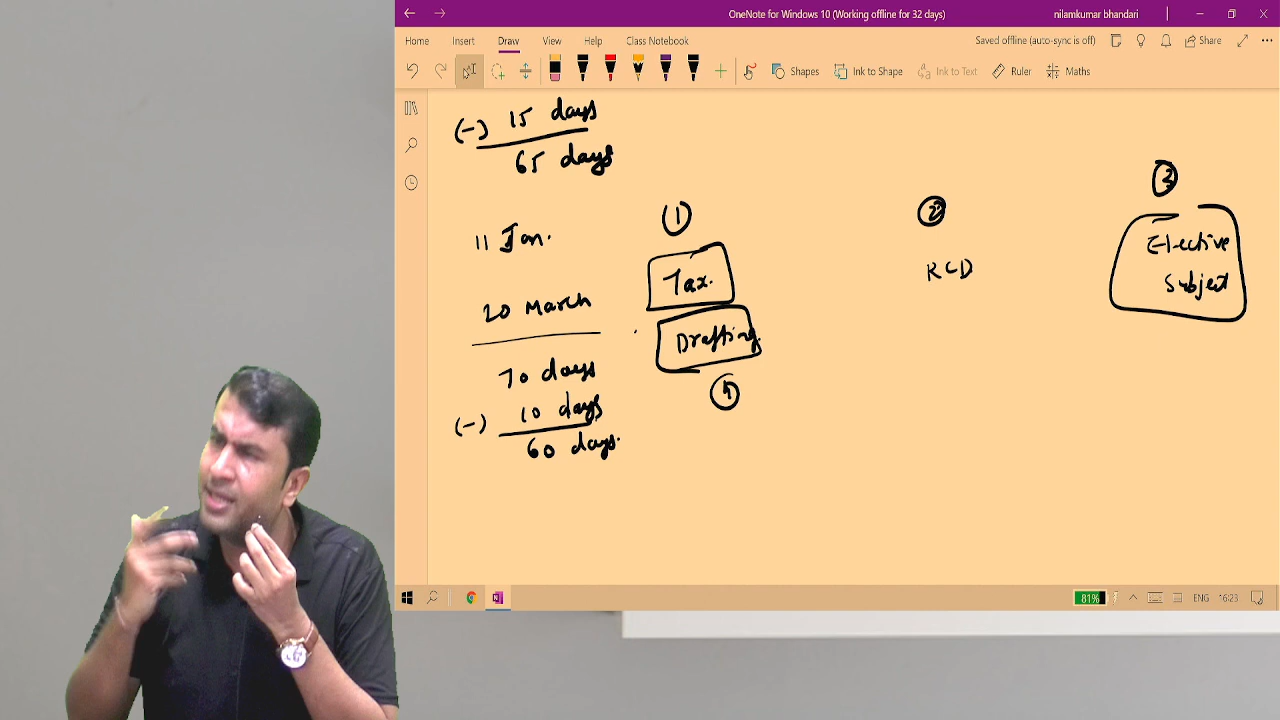 OneNote for Windows 10 (Working offline for 32 days)
nilamkumar bhandari
Home Insert Draw View Help Class Notebook
Saved offline (auto-sync is off)
Share
Shapes Ink to Shape Ink to Text Ruler Maths
(-) 15 days
65 days
11 Jan.
20 March
70 days
(-) 10 days
60 days.
1
Tax.
Drafting.
4
2
RCD
3
Elective
Subject
81% ENG 16:23